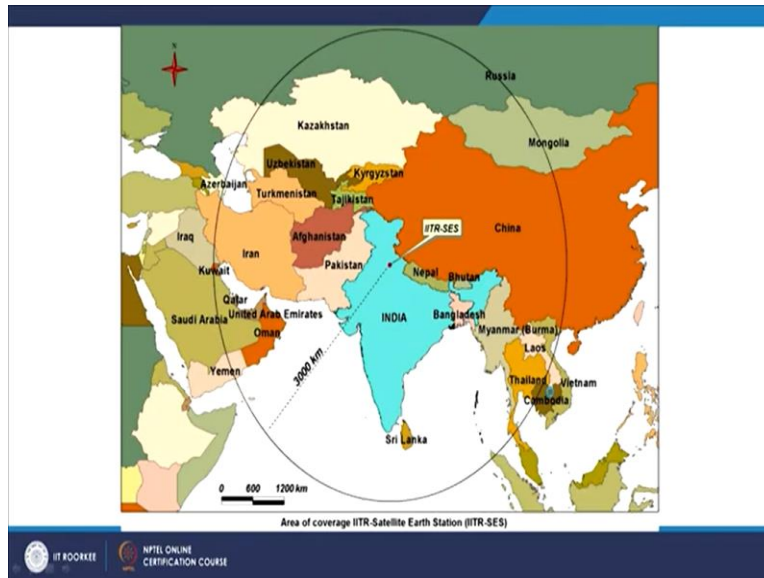 N
Russia
Kazakhstan
Mongolia
Uzbekistan
Kyrgyzstan
Azerbaijan
Turkmenistan
Tajikistan
IITR-SES
Iraq
Iran
Afghanistan
China
Pakistan
Kuwait
Nepal
Bhutan
Qatar
United Arab Emirates
Saudi Arabia
INDIA
Bangladesh
Oman
Myanmar (Burma)
Laos
Yemen
3000 km
Thailand
Vietnam
Combodia
Sri Lanka
0 600 1200 km
Area of coverage IITR-Satellite Earth Station (IITR-SES)
IIT ROORKEE
NPTEL ONLINE
CERTIFICATION COURSE